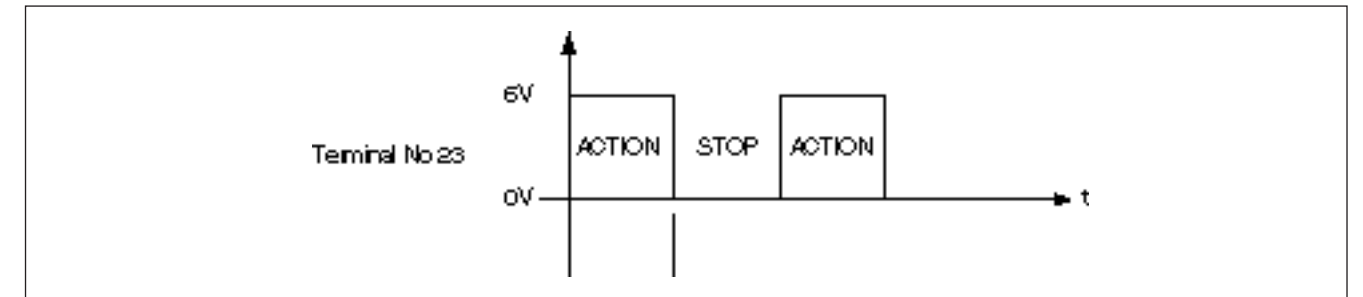 6V
ACTION STOP ACTION
Terminal No.23
0V
t